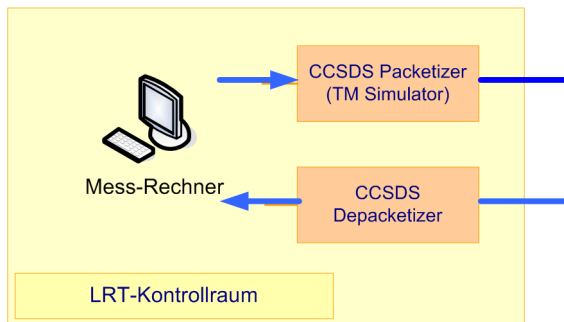 CCSDS Packetizer
(TM Simulator)
Mess-Rechner
CCSDS
Depacketizer
LRT-Kontrollraum